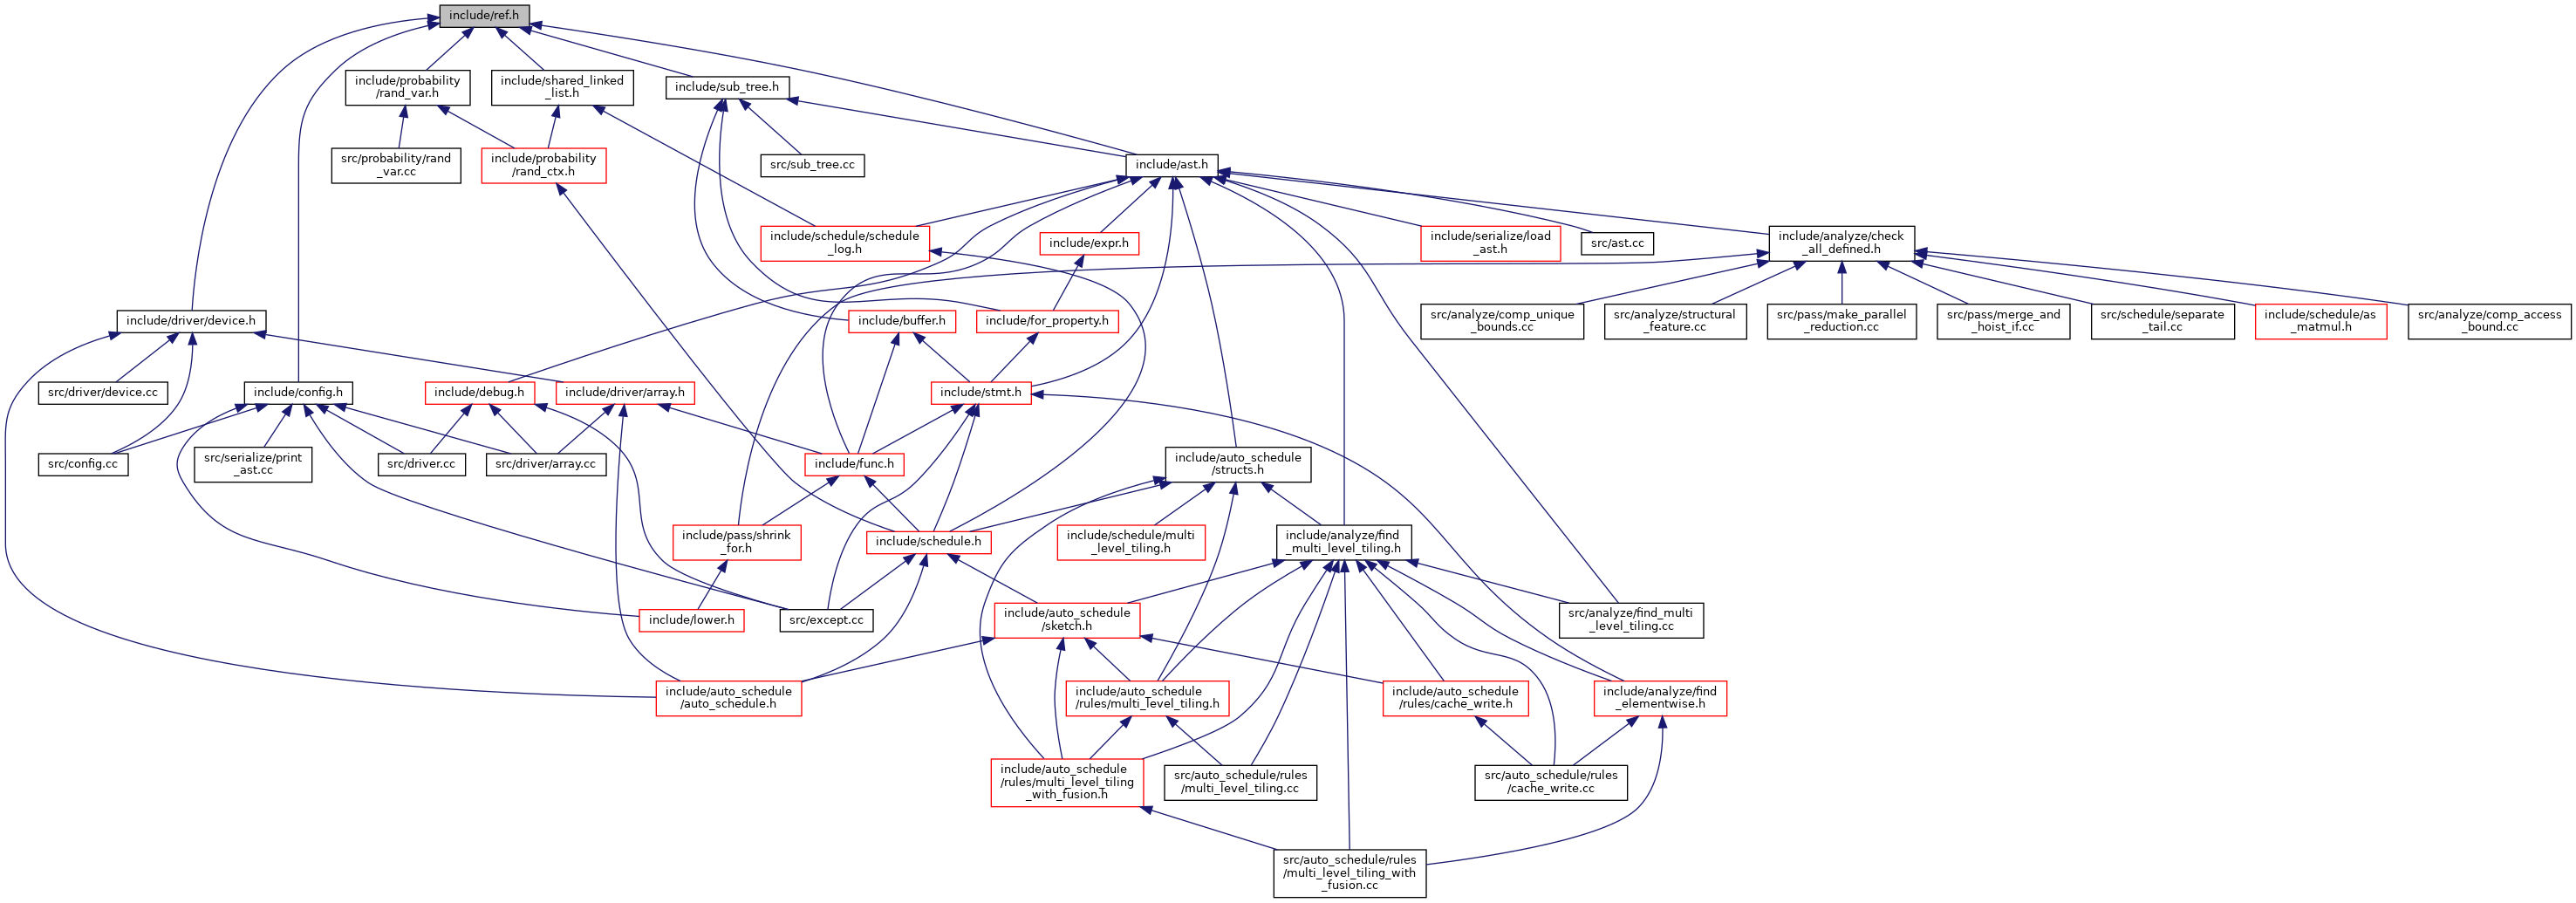 include/ref.h
include/probability
/rand_var.h
include/shared_linked
_list.h
include/sub_tree.h
src/probability/rand
_var.cc
include/probability
/rand_ctx.h
src/sub_tree.cc
include/ast.h
include/schedule/schedule
_log.h
include/expr.h
include/serialize/load
_ast.h
src/ast.cc
include/analyze/check
_all_defined.h
include/driver/device.h
include/buffer.h
include/for_property.h
src/analyze/comp_unique
_bounds.cc
src/analyze/structural
_feature.cc
src/pass/make_parallel
_reduction.cc
src/pass/merge_and
_hoist_if.cc
src/schedule/separate
_tail.cc
include/schedule/as
_matmul.h
src/analyze/comp_access
_bound.cc
src/driver/device.cc
include/config.h
include/debug.h
include/driver/array.h
include/stmt.h
src/config.cc
src/serialize/print
_ast.cc
src/driver.cc
src/driver/array.cc
include/func.h
include/auto_schedule
/structs.h
include/pass/shrink
_for.h
include/schedule.h
include/schedule/multi
_level_tiling.h
include/analyze/find
_multi_level_tiling.h
include/lower.h
src/except.cc
include/auto_schedule
/sketch.h
src/analyze/find_multi
_level_tiling.cc
include/auto_schedule
/auto_schedule.h
include/auto_schedule
/rules/multi_level_tiling.h
include/auto_schedule
/rules/cache_write.h
include/analyze/find
_elementwise.h
include/auto_schedule
/rules/multi_level_tiling
_with_fusion.h
src/auto_schedule/rules
/multi_level_tiling.cc
src/auto_schedule/rules
/cache_write.cc
src/auto_schedule/rules
/multi_level_tiling_with
_fusion.cc